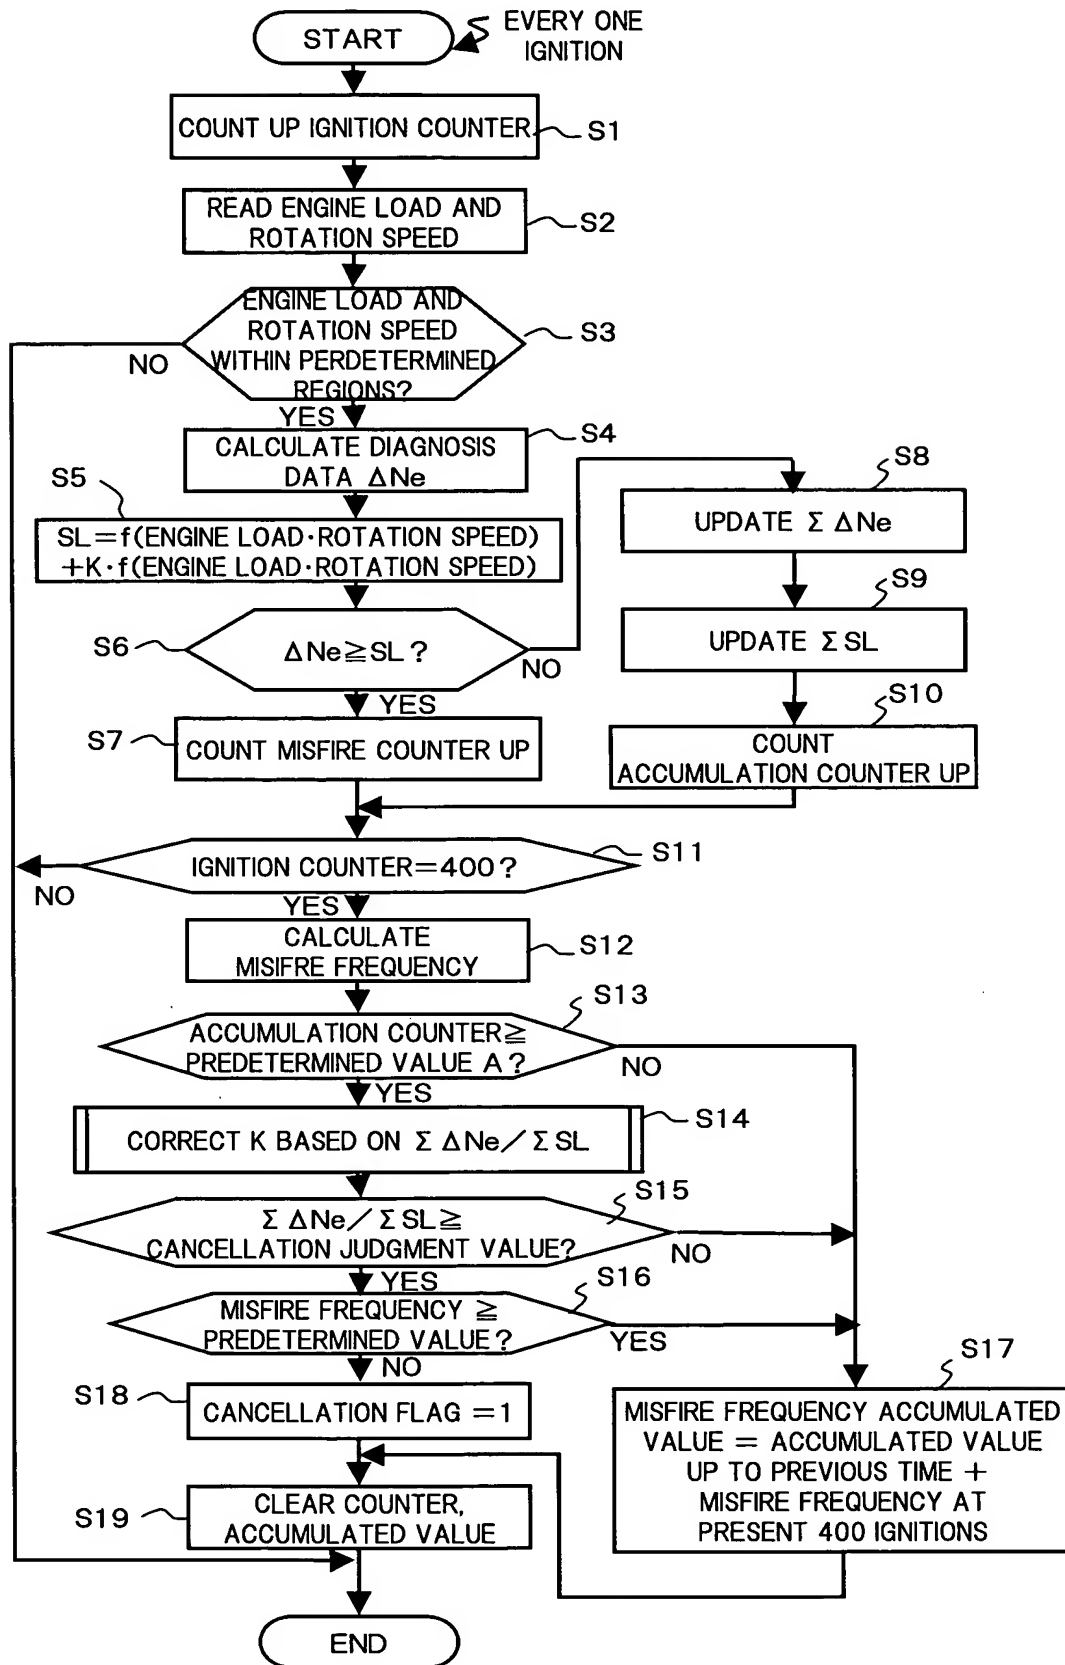 START
EVERY ONE
IGNITION
COUNT UP IGNITION COUNTER
S1
READ ENGINE LOAD AND
ROTATION SPEED
S2
ENGINE LOAD AND
ROTATION SPEED
WITHIN PERDETERMINED
REGIONS?
S3
NO
YES
CALCULATE DIAGNOSIS
DATA ΔNe
S4
S5
SL=f(ENGINE LOAD·ROTATION SPEED)
+K·f(ENGINE LOAD·ROTATION SPEED)
S6
ΔNe≧SL?
NO
YES
S7
COUNT MISFIRE COUNTER UP
S8
UPDATE Σ ΔNe
S9
UPDATE Σ SL
S10
COUNT
ACCUMULATION COUNTER UP
IGNITION COUNTER=400?
S11
NO
YES
CALCULATE
MISIFRE FREQUENCY
S12
ACCUMULATION COUNTER≧
PREDETERMINED VALUE A?
S13
NO
YES
CORRECT K BASED ON Σ ΔNe/Σ SL
S14
Σ ΔNe/Σ SL≧
CANCELLATION JUDGMENT VALUE?
S15
NO
YES
MISFIRE FREQUENCY ≧
PREDETERMINED VALUE?
S16
YES
NO
S17
MISFIRE FREQUENCY ACCUMULATED
VALUE = ACCUMULATED VALUE
UP TO PREVIOUS TIME +
MISFIRE FREQUENCY AT
PRESENT 400 IGNITIONS
S18
CANCELLATION FLAG =1
S19
CLEAR COUNTER,
ACCUMULATED VALUE
END